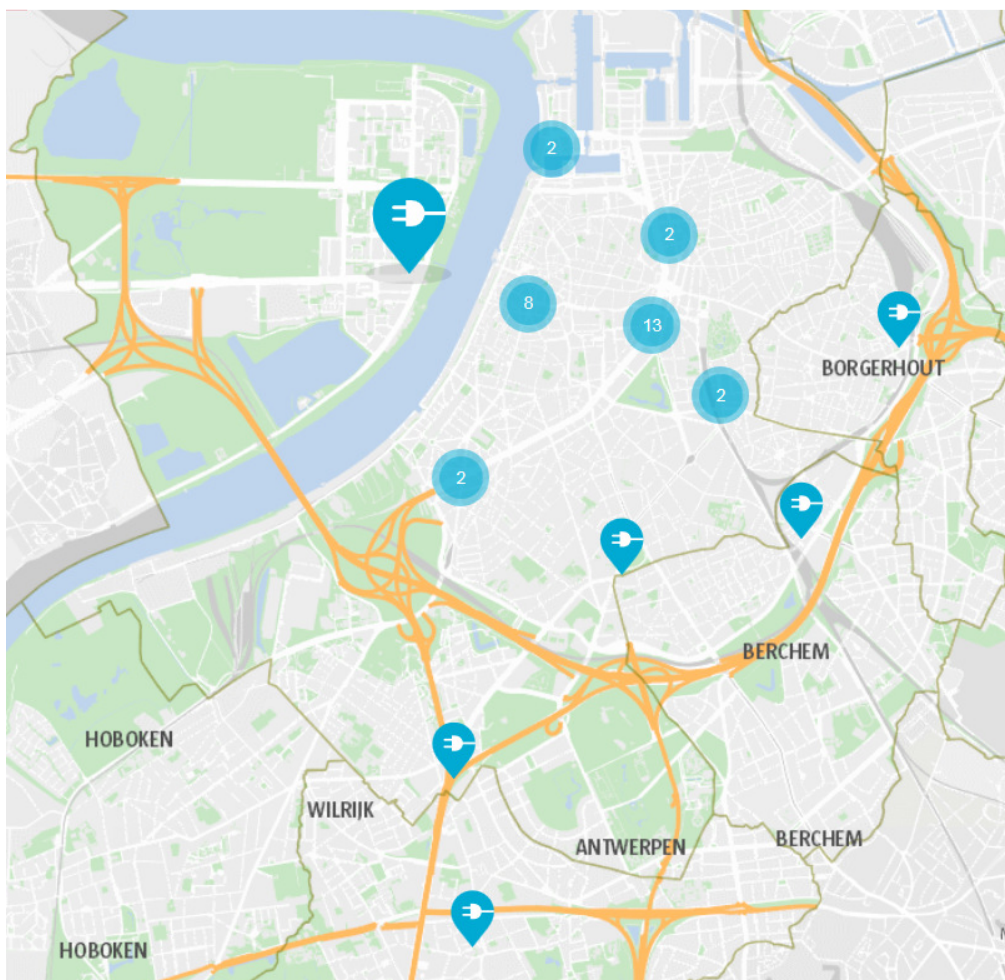 2
2
8
13
BORGERHOUT
2
2
BERCHEM
HOBOKEN
WILRIJK
ANTWERPEN
BERCHEM
HOBOKEN